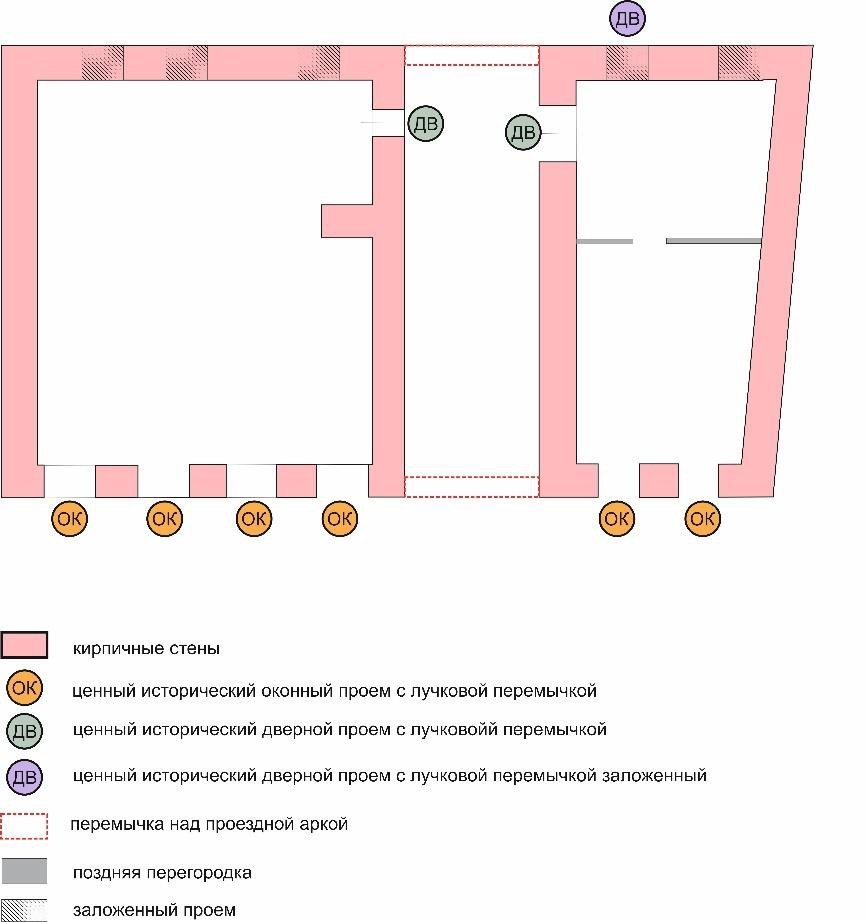 ДВ
ДВ
ДВ
ОК
ОК
ОК
ОК
ОК
ОК
кирпичные стены
ОК ценный исторический оконный проем с лучковой перемычкой
ДВ ценный исторический дверной проем с лучковойй перемычкой
ДВ ценный исторический дверной проем с лучковой перемычкой заложенный
перемычка над проездной аркой
поздняя перегородка
заложенный проем